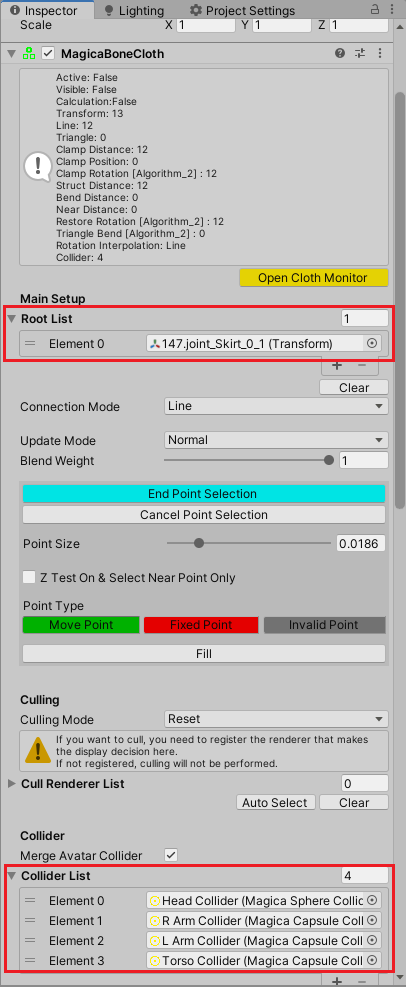 Inspector Lighting Project Settings
Scale X 1 Y 1 Z 1
MagicaBoneCloth
Active: False
Visible: False
Calculation:False
Transform: 13
Line: 12
Triangle: 0
Clamp Distance: 12
Clamp Position: 0
Clamp Rotation [Algorithm_2] : 12
Struct Distance: 12
Bend Distance: 0
Near Distance: 0
Restore Rotation [Algorithm_2] : 12
Triangle Bend [Algorithm_2] : 0
Rotation Interpolation: Line
Collider: 4
Open Cloth Monitor
Main Setup
Root List 1
Element 0 147.joint_Skirt_0_1 (Transform)
+ −
Clear
Connection Mode Line
Update Mode Normal
Blend Weight 1
End Point Selection
Cancel Point Selection
Point Size 0.0186
Z Test On & Select Near Point Only
Point Type
Move Point Fixed Point Invalid Point
Fill
Culling
Culling Mode Reset
If you want to cull, you need to register the renderer that makes
the display decision here.
If not registered, culling will not be performed.
Cull Renderer List 0
Auto Select Clear
Collider
Merge Avatar Collider
Collider List 4
Element 0 Head Collider (Magica Sphere Collic
Element 1 R Arm Collider (Magica Capsule Coll
Element 2 L Arm Collider (Magica Capsule Coll
Element 3 Torso Collider (Magica Capsule Coll
+ −